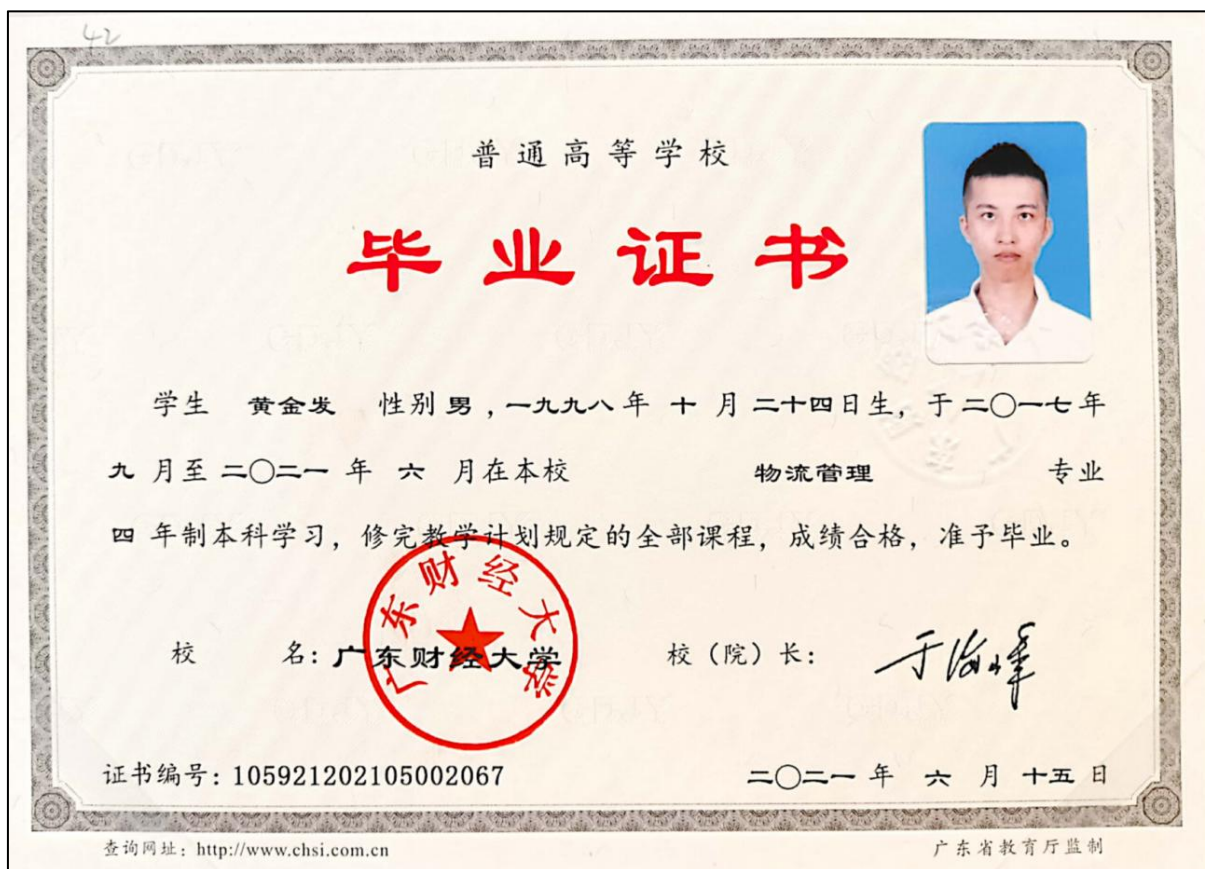 42
普通高等学校
毕业证书
学生 黄金发 性别 男，一九九八年 十 月 二十四日生，于二〇一七年
九 月至 二〇二一 年 六 月在本校 物流管理 专业
四 年制本科学习，修完教学计划规定的全部课程，成绩合格，准予毕业。
广东财经大学
校 名：广东财经大学 校（院）长： 于海峰
证书编号：105921202105002067 二〇二一 年 六 月 十五 日
查询网址：http://www.chsi.com.cn 广东省教育厅监制